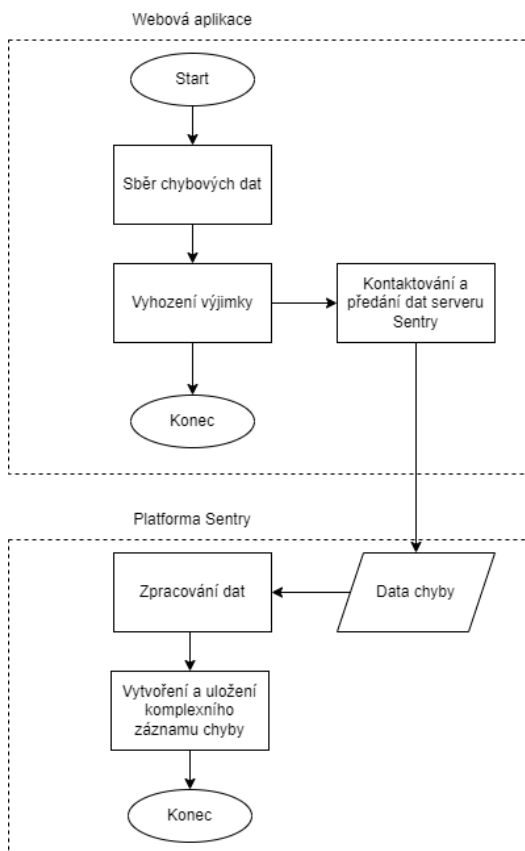 Webová aplikace
Start
Sběr chybových dat
Vyhození výjimky
Kontaktování a
předání dat serveru
Sentry
Konec
Platforma Sentry
Data chyby
Zpracování dat
Vytvoření a uložení
komplexního
záznamu chyby
Konec